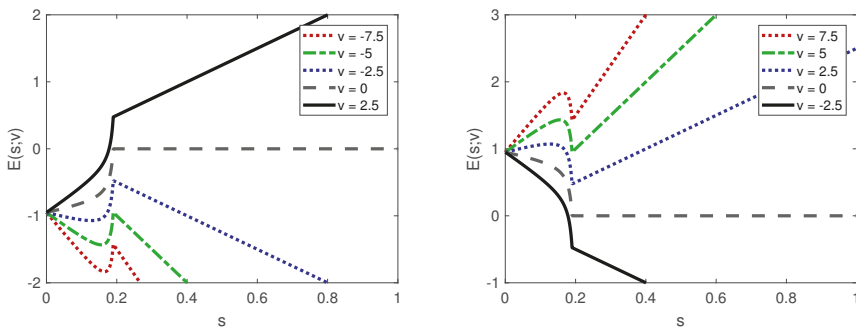 2
1
0
-1
-2
E(s;v)
0
0.2
0.4
0.6
0.8
1
s
v = -7.5
v = -5
v = -2.5
v = 0
v = 2.5
3
2
1
0
-1
E(s;v)
0
0.2
0.4
0.6
0.8
1
s
v = 7.5
v = 5
v = 2.5
v = 0
v = -2.5